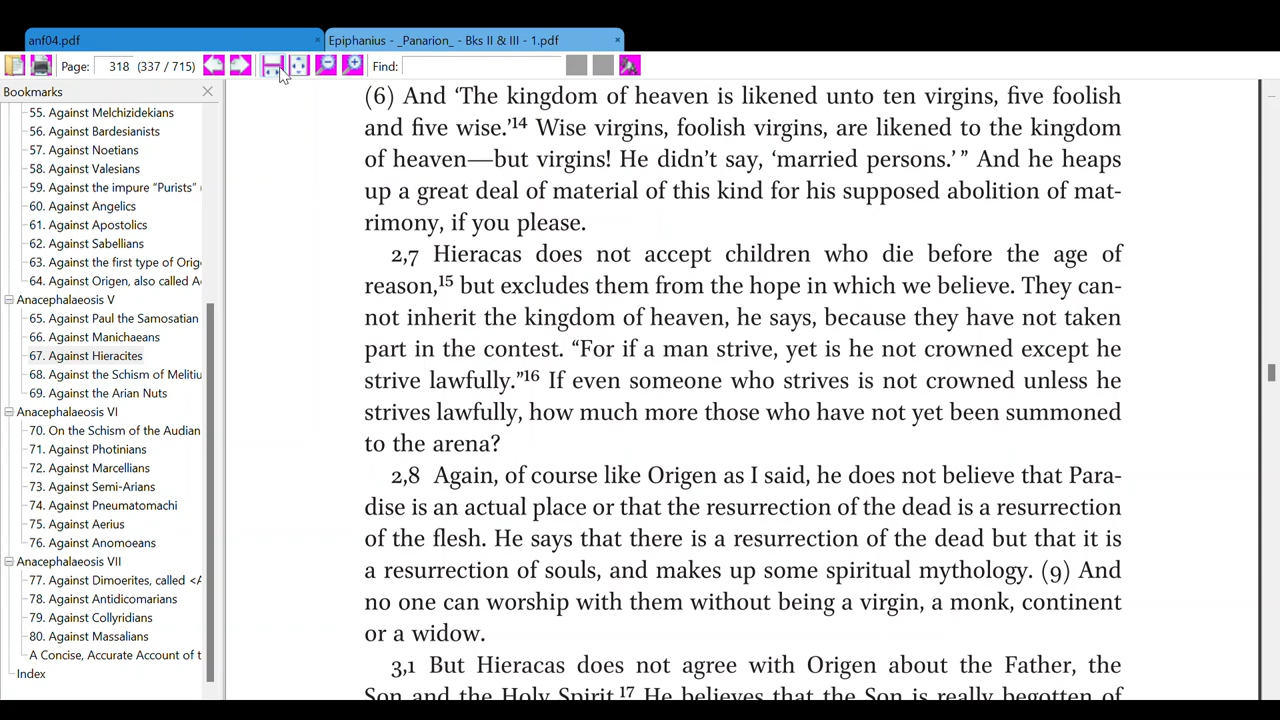 anf04.pdf
Epiphanius - _Panarion_ - Bks II & III - 1.pdf
Page: 318 (337 / 715)
Find:
Bookmarks
55. Against Melchizidekians
56. Against Bardesianists
57. Against Noetians
58. Against Valesians
59. Against the impure “Purists” (
60. Against Angelics
61. Against Apostolics
62. Against Sabellians
63. Against the first type of Orig
64. Against Origen, also called A
Anacephalaeosis V
65. Against Paul the Samosatian
66. Against Manichaeans
67. Against Hieracites
68. Against the Schism of Melitiu
69. Against the Arian Nuts
Anacephalaeosis VI
70. On the Schism of the Audian
71. Against Photinians
72. Against Marcellians
73. Against Semi-Arians
74. Against Pneumatomachi
75. Against Aerius
76. Against Anomoeans
Anacephalaeosis VII
77. Against Dimoerites, called <A
78. Against Antidicomarians
79. Against Collyridians
80. Against Massalians
A Concise, Accurate Account of t
Index
(6) And ‘The kingdom of heaven is likened unto ten virgins, five foolish
and five wise.’14 Wise virgins, foolish virgins, are likened to the kingdom
of heaven—but virgins! He didn’t say, ‘married persons.’ ” And he heaps
up a great deal of material of this kind for his supposed abolition of mat-
rimony, if you please.
2,7 Hieracas does not accept children who die before the age of
reason,15 but excludes them from the hope in which we believe. They can-
not inherit the kingdom of heaven, he says, because they have not taken
part in the contest. “For if a man strive, yet is he not crowned except he
strive lawfully.”16 If even someone who strives is not crowned unless he
strives lawfully, how much more those who have not yet been summoned
to the arena?
2,8 Again, of course like Origen as I said, he does not believe that Para-
dise is an actual place or that the resurrection of the dead is a resurrection
of the flesh. He says that there is a resurrection of the dead but that it is
a resurrection of souls, and makes up some spiritual mythology. (9) And
no one can worship with them without being a virgin, a monk, continent
or a widow.
3,1 But Hieracas does not agree with Origen about the Father, the
Son and the Holy Spirit.17 He believes that the Son is really begotten of